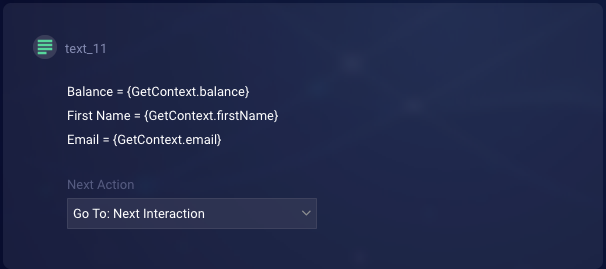 text_11
Balance = {GetContext.balance}
First Name = {GetContext.firstName}
Email = {GetContext.email}
Next Action
Go To: Next Interaction